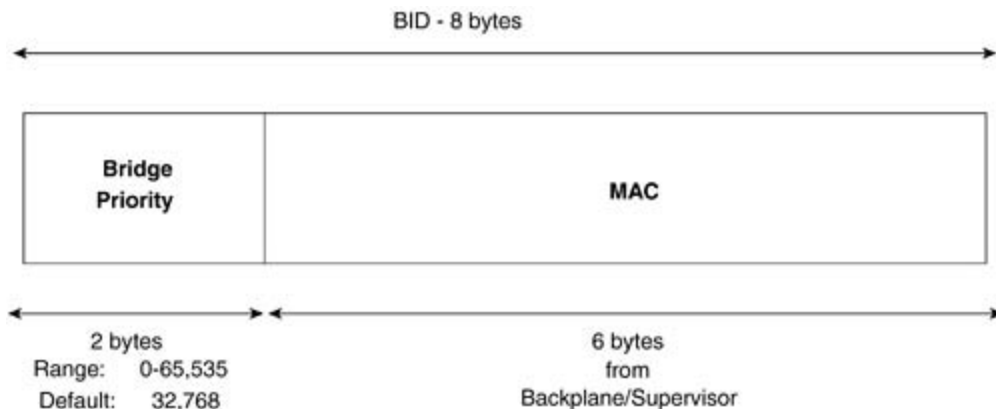 BID - 8 bytes
Bridge
Priority
MAC
2 bytes
Range: 0-65,535
Default: 32,768
6 bytes
from
Backplane/Supervisor